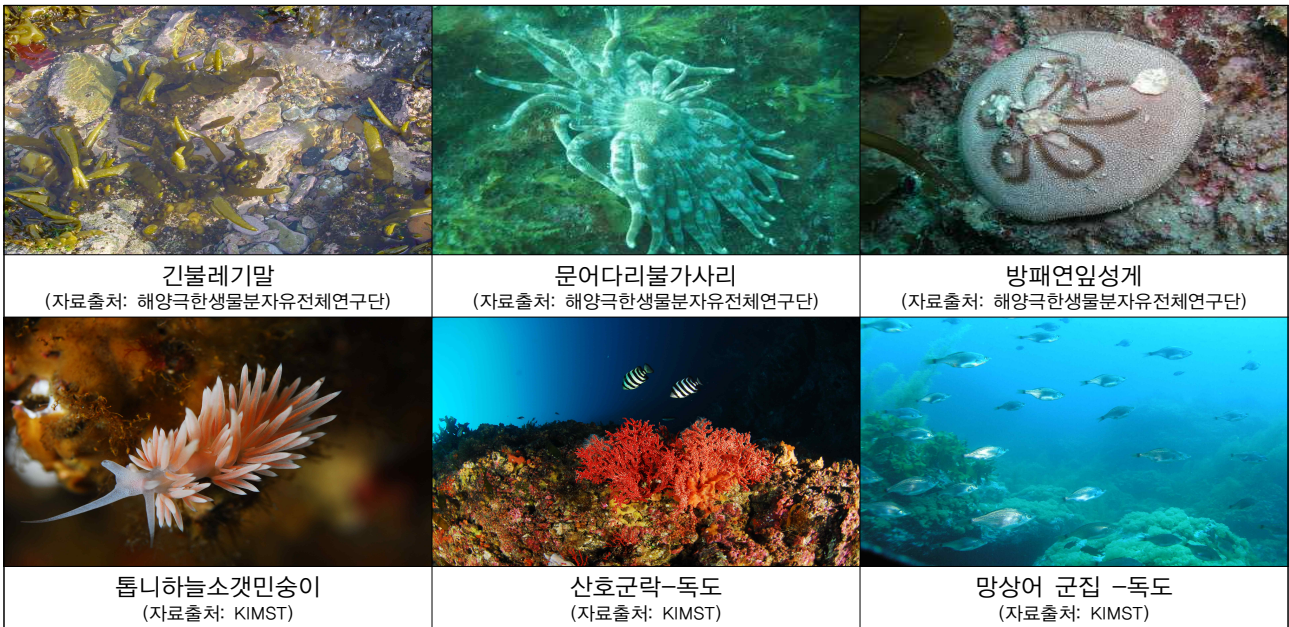 긴불레기말
(자료출처: 해양극한생물분자유전체연구단)
문어다리불가사리
(자료출처: 해양극한생물분자유전체연구단)
방패연잎성게
(자료출처: 해양극한생물분자유전체연구단)
톱니하늘소갯민숭이
(자료출처: KIMST)
산호군락-독도
(자료출처: KIMST)
망상어 군집 -독도
(자료출처: KIMST)